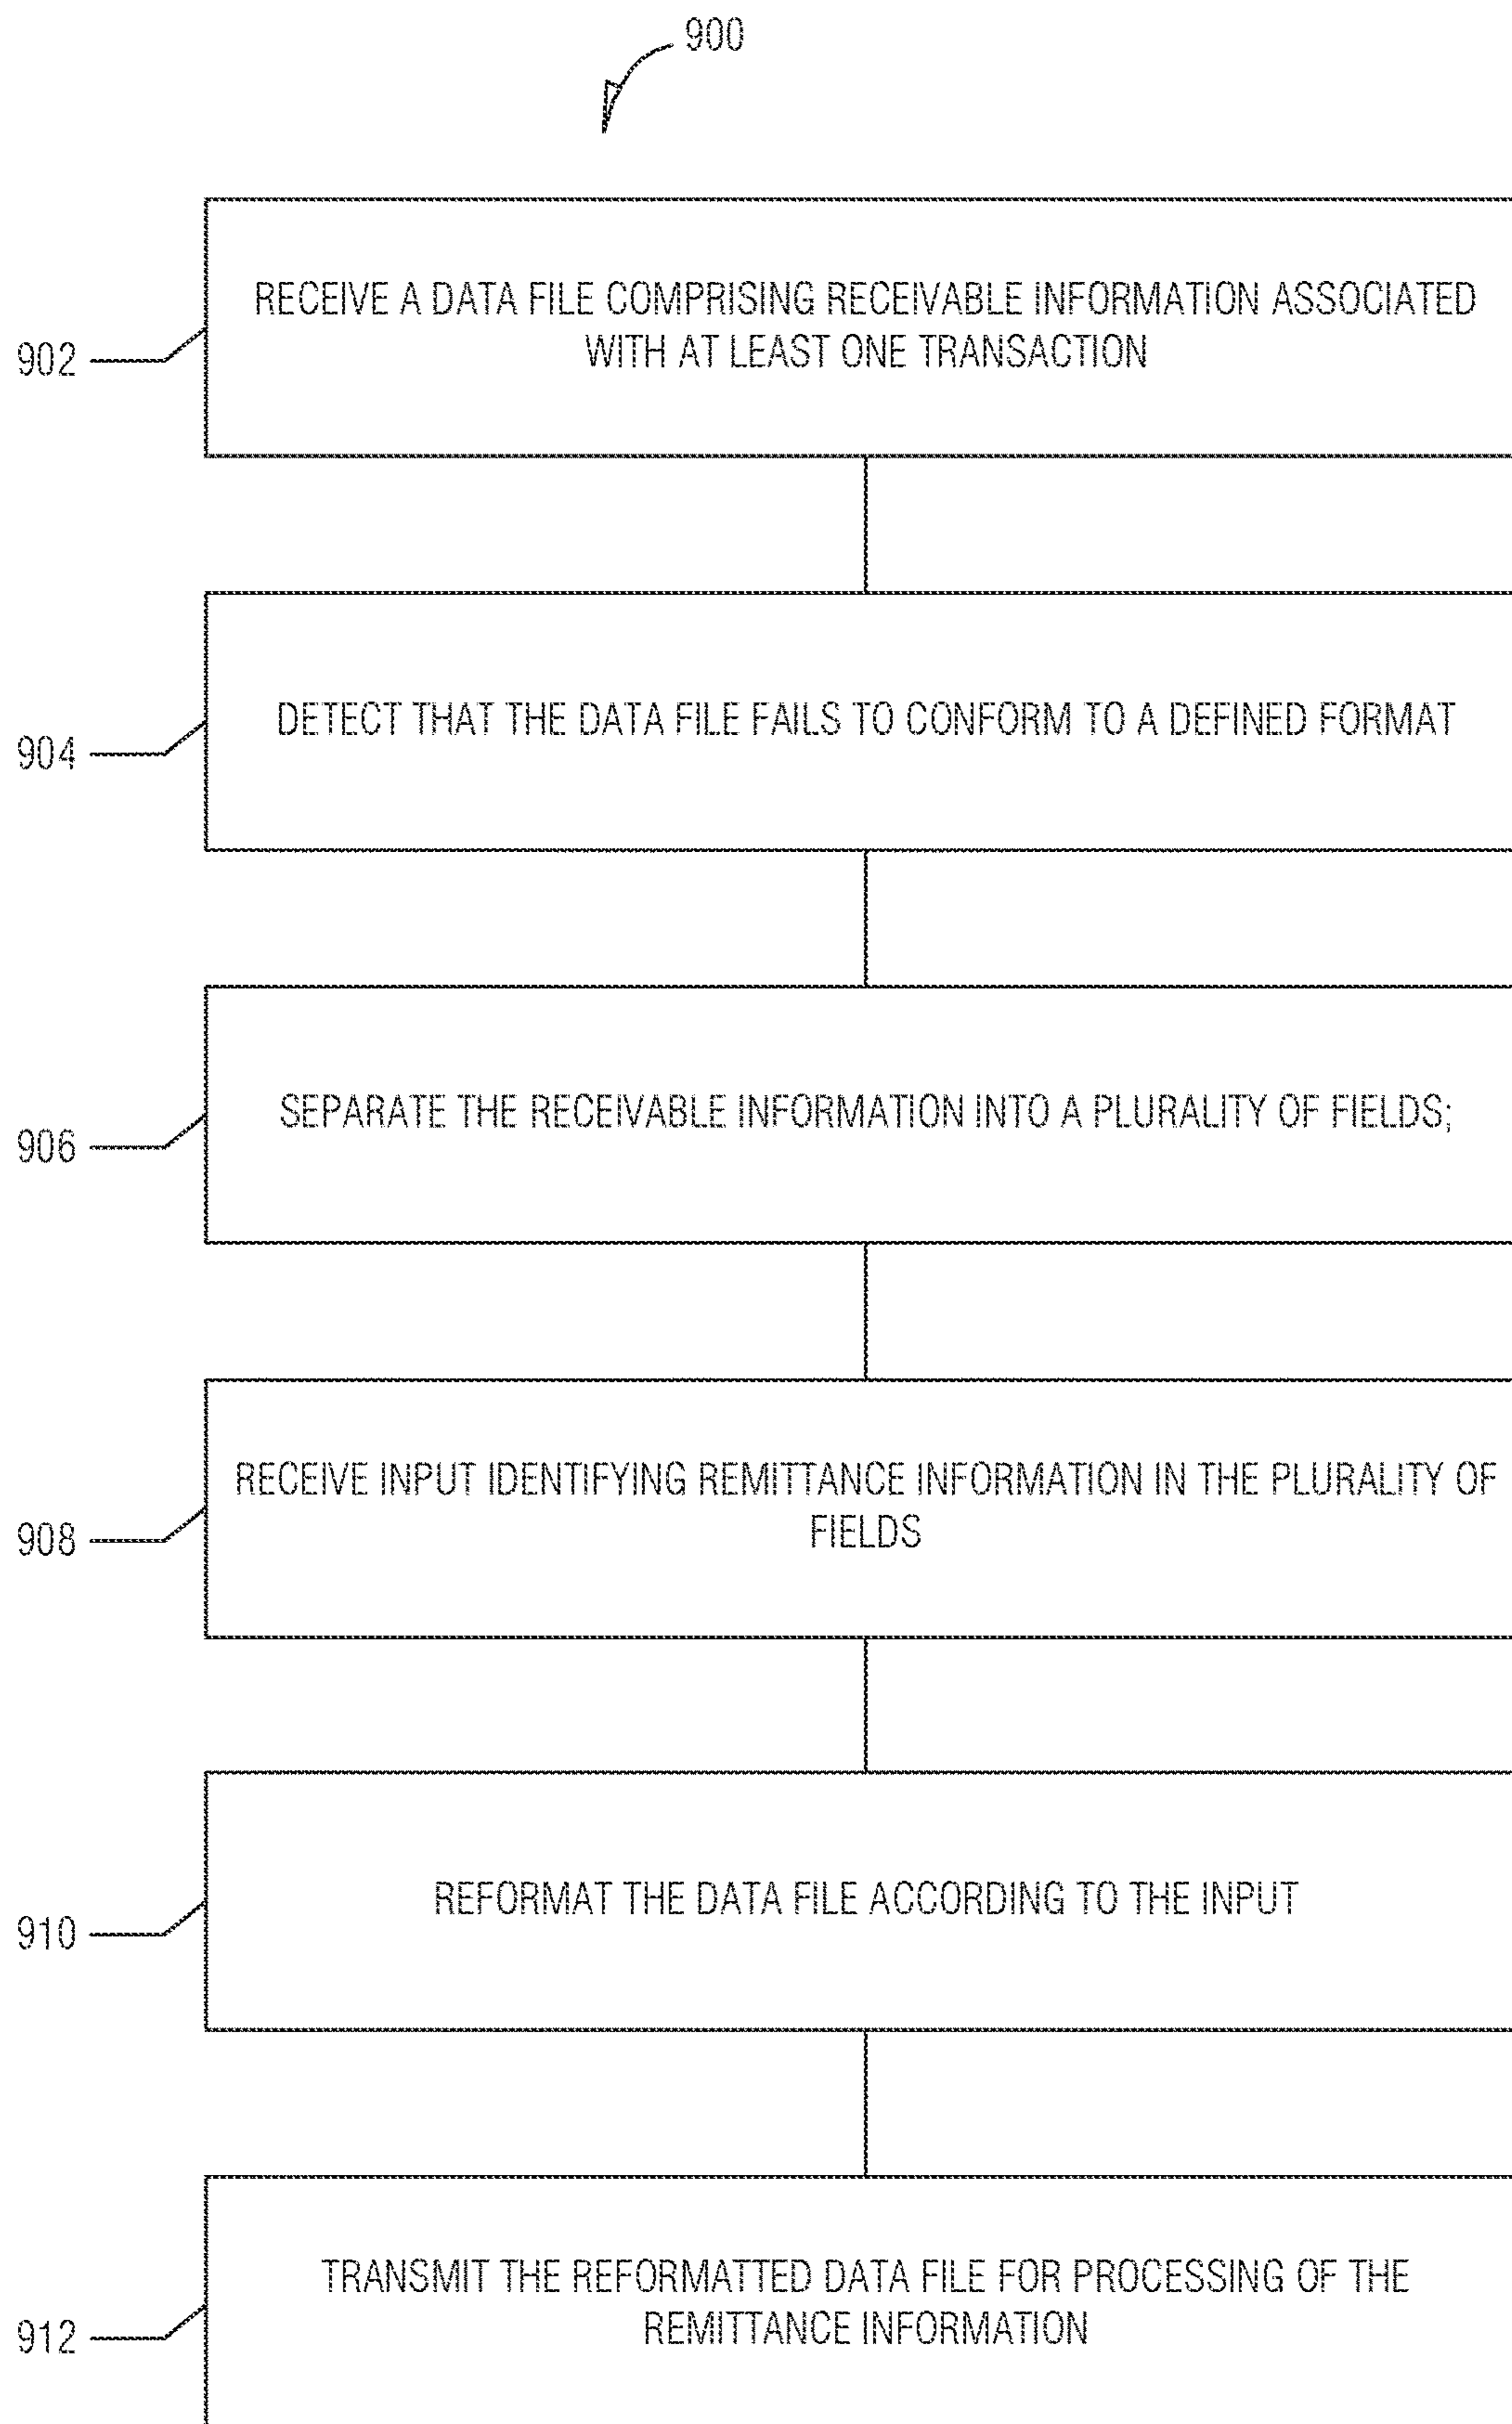 900
RECEIVE A DATA FILE COMPRISING RECEIVABLE INFORMATION ASSOCIATED
WITH AT LEAST ONE TRANSACTION
902
DETECT THAT THE DATA FILE FAILS TO CONFORM TO A DEFINED FORMAT
904
SEPARATE THE RECEIVABLE INFORMATION INTO A PLURALITY OF FIELDS;
906
RECEIVE INPUT IDENTIFYING REMITTANCE INFORMATION IN THE PLURALITY OF
FIELDS
908
REFORMAT THE DATA FILE ACCORDING TO THE INPUT
910
TRANSMIT THE REFORMATTED DATA FILE FOR PROCESSING OF THE
REMITTANCE INFORMATION
912